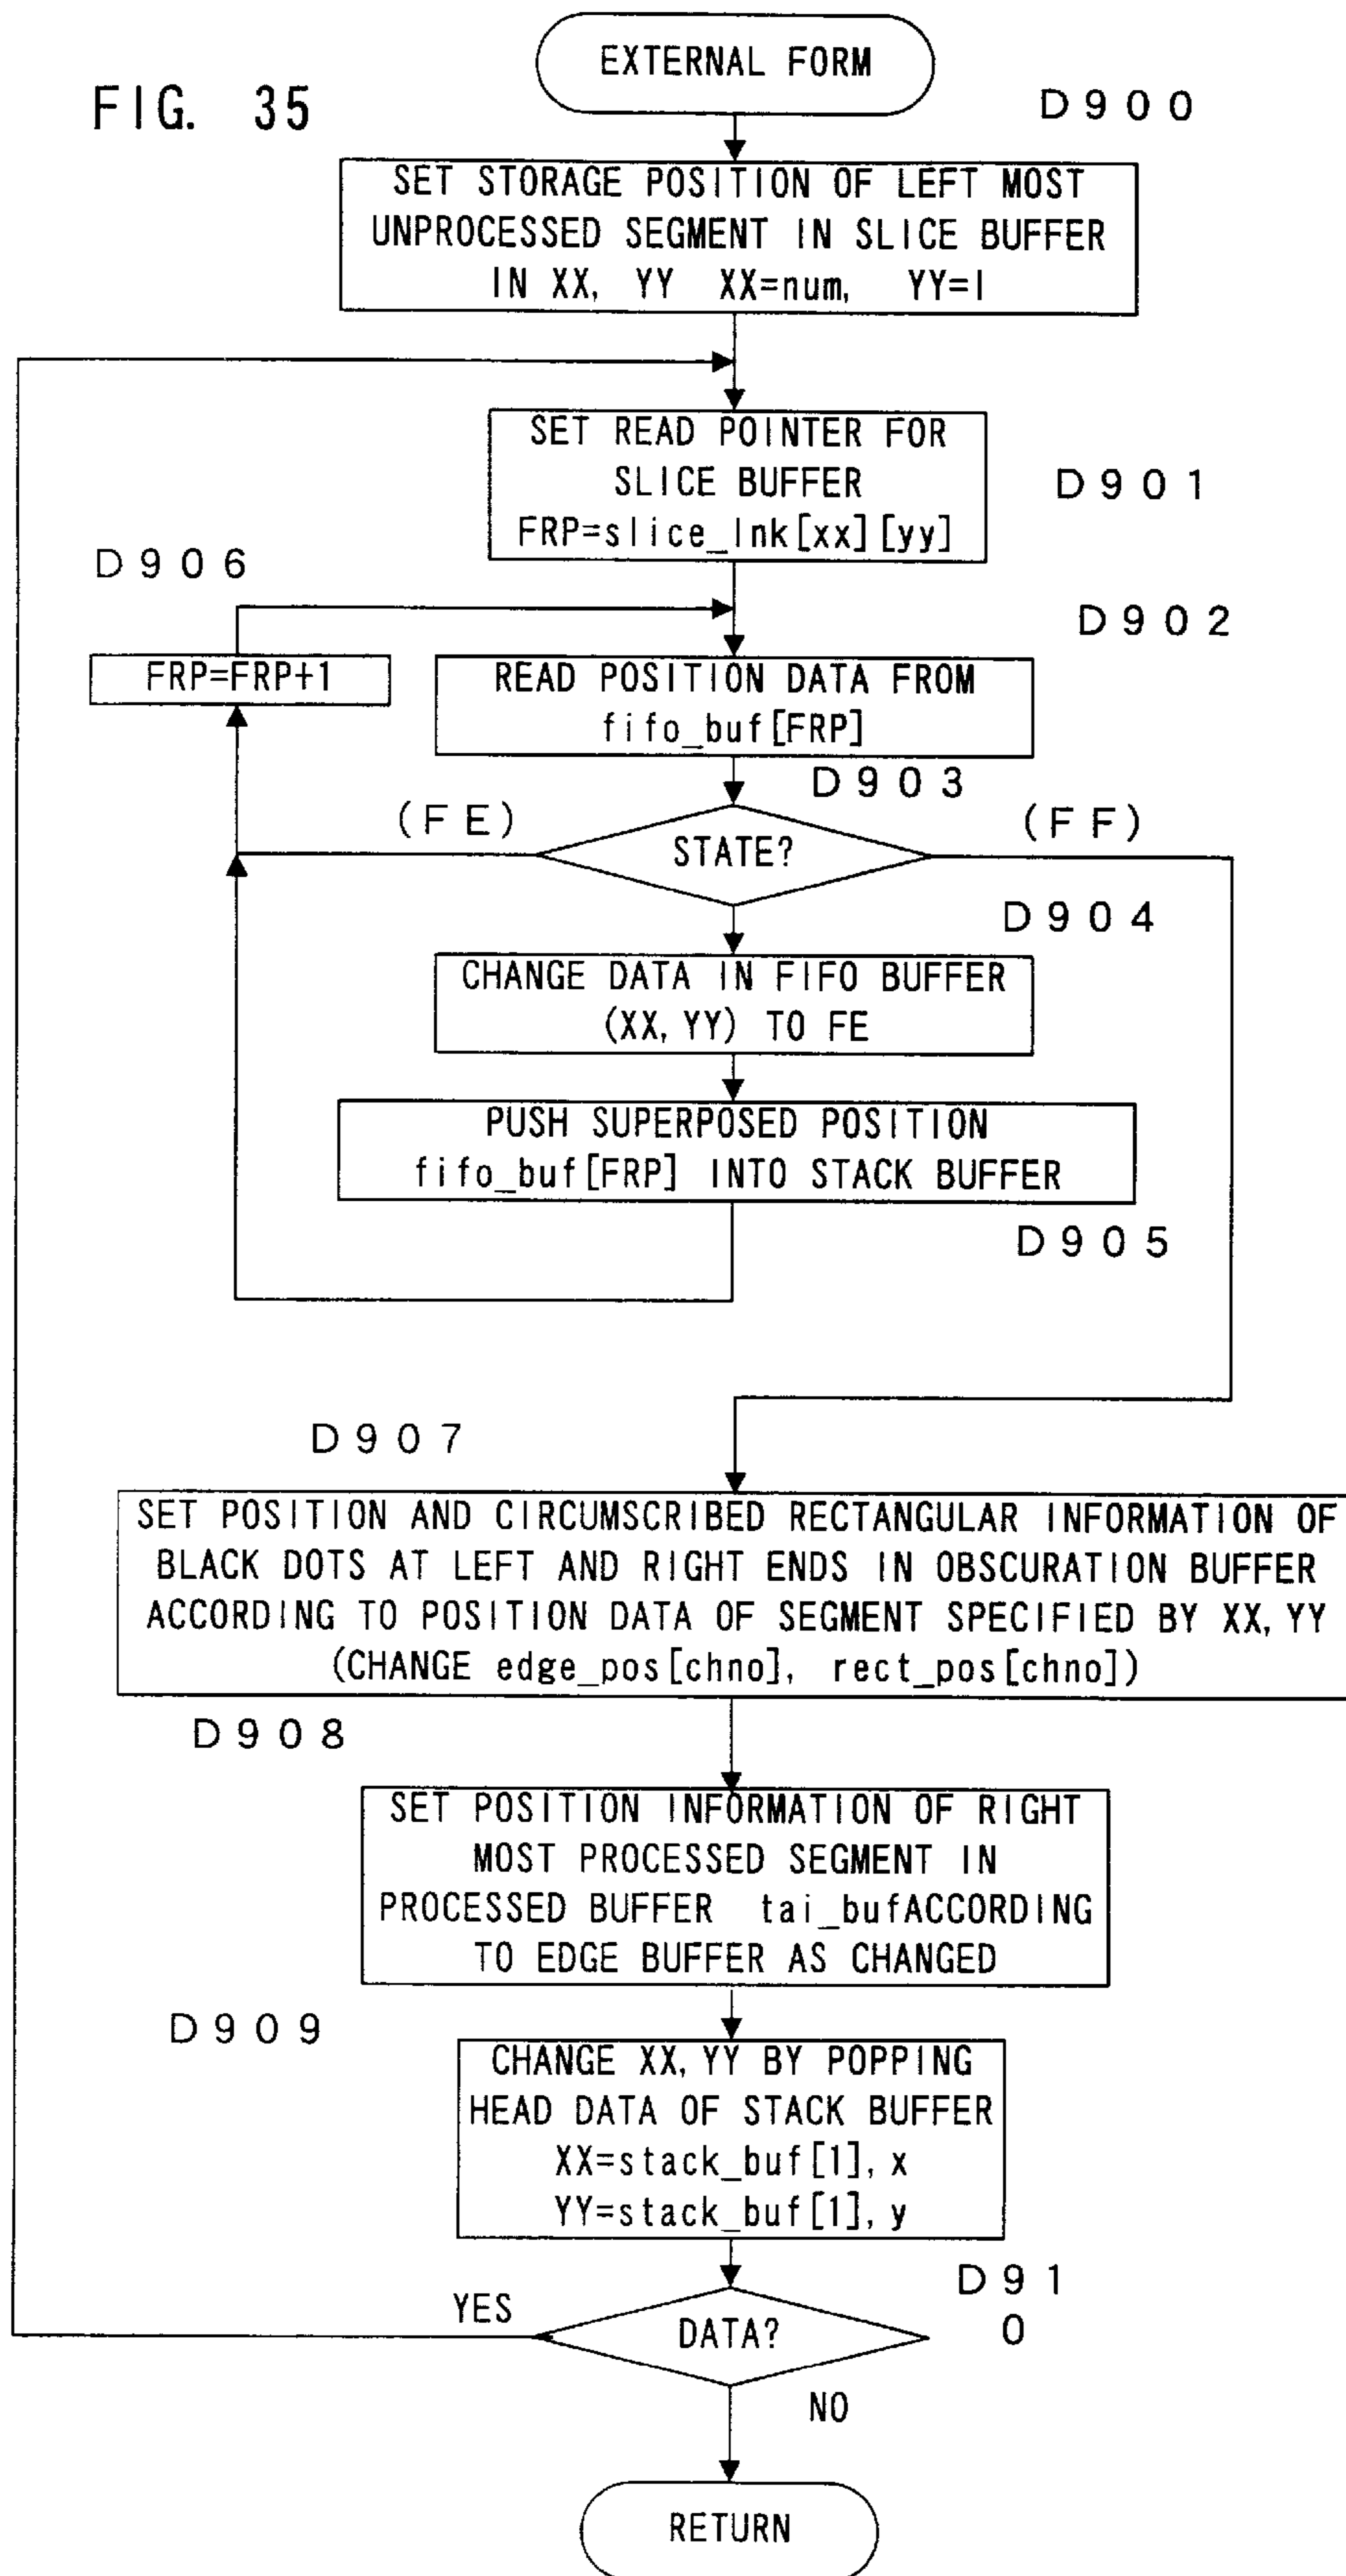 EXTERNAL FORM
FIG. 35
D900
SET STORAGE POSITION OF LEFT MOST
UNPROCESSED SEGMENT IN SLICE BUFFER
IN XX, YY XX=num, YY=1
SET READ POINTER FOR
SLICE BUFFER
FRP=slice_lnk[xx][yy]
D901
D906
D902
FRP=FRP+1
READ POSITION DATA FROM
fifo_buf[FRP]
D903
(FE)
(FF)
STATE?
D904
CHANGE DATA IN FIFO BUFFER
(XX, YY) TO FE
PUSH SUPERPOSED POSITION
fifo_buf[FRP] INTO STACK BUFFER
D905
D907
SET POSITION AND CIRCUMSCRIBED RECTANGULAR INFORMATION OF
BLACK DOTS AT LEFT AND RIGHT ENDS IN OBSCURATION BUFFER
ACCORDING TO POSITION DATA OF SEGMENT SPECIFIED BY XX, YY
(CHANGE edge_pos[chno], rect_pos[chno])
D908
SET POSITION INFORMATION OF RIGHT
MOST PROCESSED SEGMENT IN
PROCESSED BUFFER tai_bufACCORDING
TO EDGE BUFFER AS CHANGED
D909
CHANGE XX, YY BY POPPING
HEAD DATA OF STACK BUFFER
XX=stack_buf[1], x
YY=stack_buf[1], y
D91
0
YES
DATA?
NO
RETURN